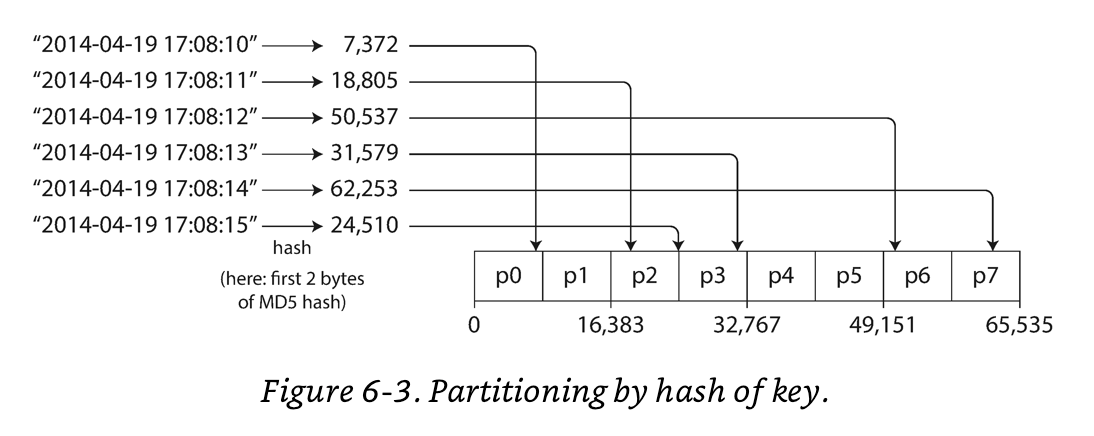 “2014-04-19 17:08:10” 7,372
“2014-04-19 17:08:11” 18,805
“2014-04-19 17:08:12” 50,537
“2014-04-19 17:08:13” 31,579
“2014-04-19 17:08:14” 62,253
“2014-04-19 17:08:15” 24,510
hash
(here: first 2 bytes
of MD5 hash)
p0 p1 p2 p3 p4 p5 p6 p7
0 16,383 32,767 49,151 65,535
Figure 6-3. Partitioning by hash of key.